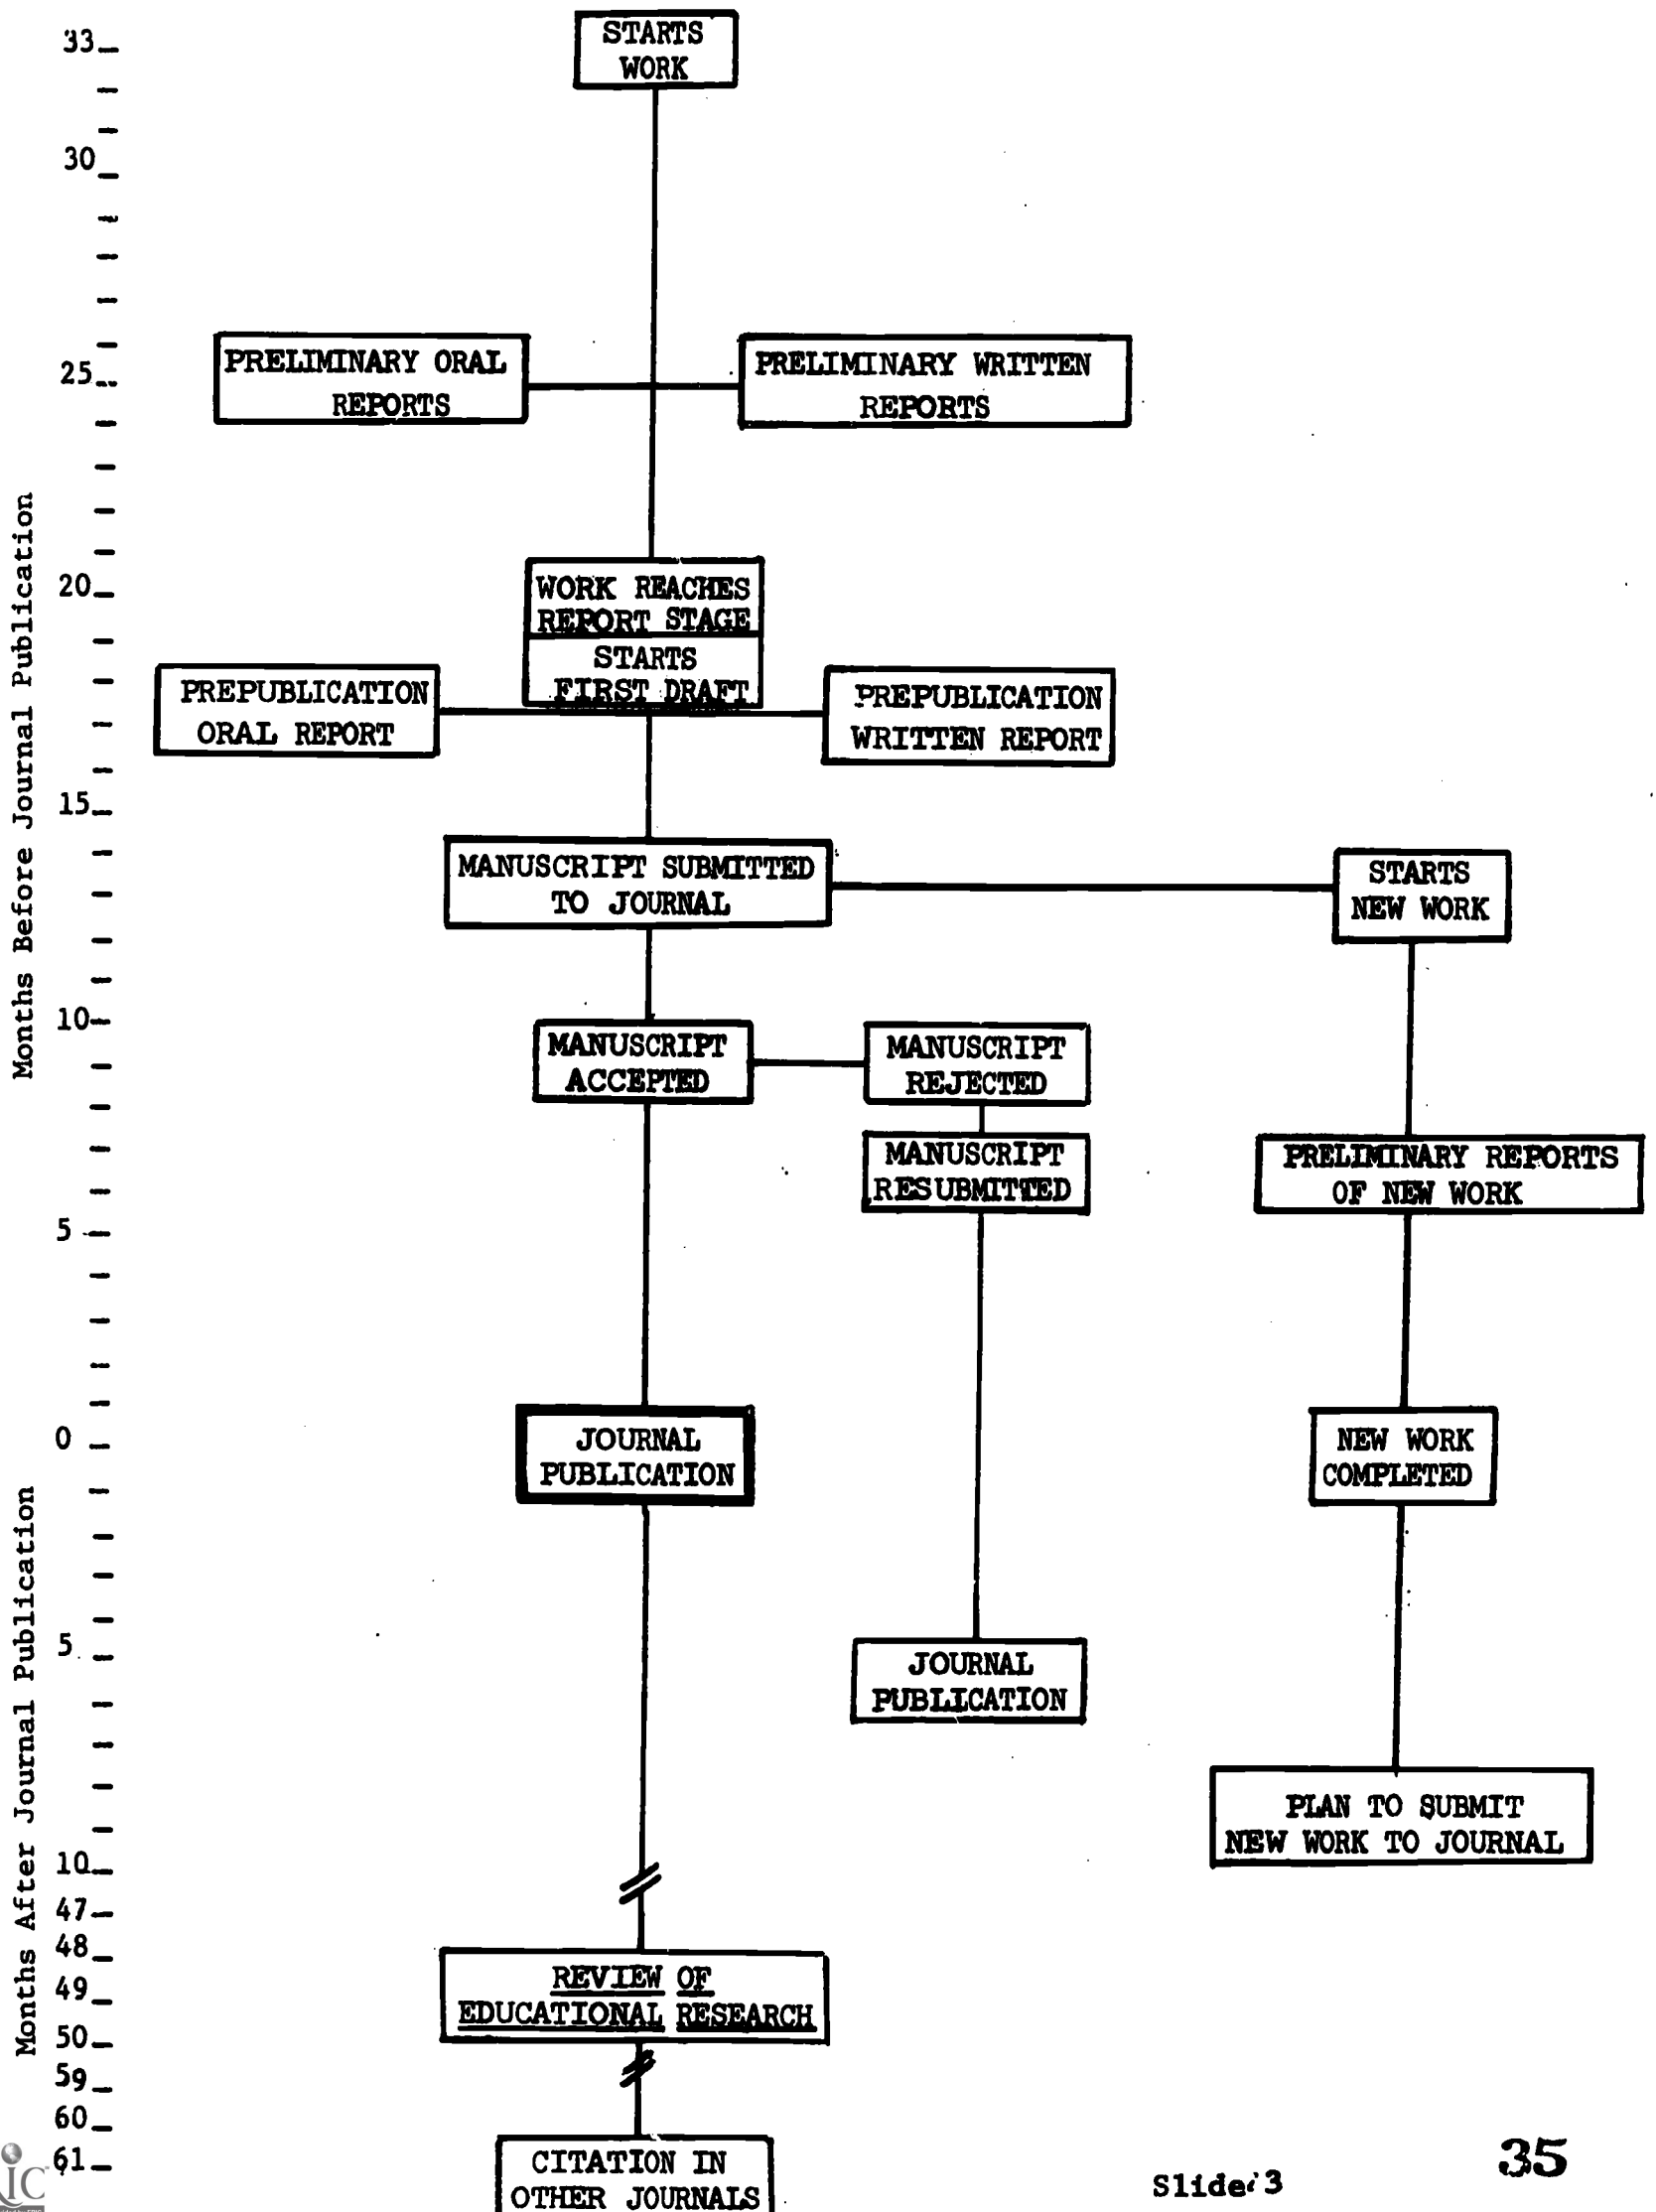 33
STARTS
WORK
30
PRELIMINARY ORAL
REPORTS
PRELIMINARY WRITTEN
REPORTS
25
Months Before Journal Publication
20
WORK REACHES
REPORT STAGE
STARTS
FIRST DRAFT
PREPUBLICATION
ORAL REPORT
PREPUBLICATION
WRITTEN REPORT
15
MANUSCRIPT SUBMITTED
TO JOURNAL
STARTS
NEW WORK
10
MANUSCRIPT
ACCEPTED
MANUSCRIPT
REJECTED
MANUSCRIPT
RESUBMITTED
PRELIMINARY REPORTS
OF NEW WORK
5
0
JOURNAL
PUBLICATION
NEW WORK
COMPLETED
Months After Journal Publication
5
JOURNAL
PUBLICATION
PLAN TO SUBMIT
NEW WORK TO JOURNAL
10
47
48
49
50
REVIEW OF
EDUCATIONAL RESEARCH
59
60
61
CITATION IN
OTHER JOURNALS
Slide 3
35